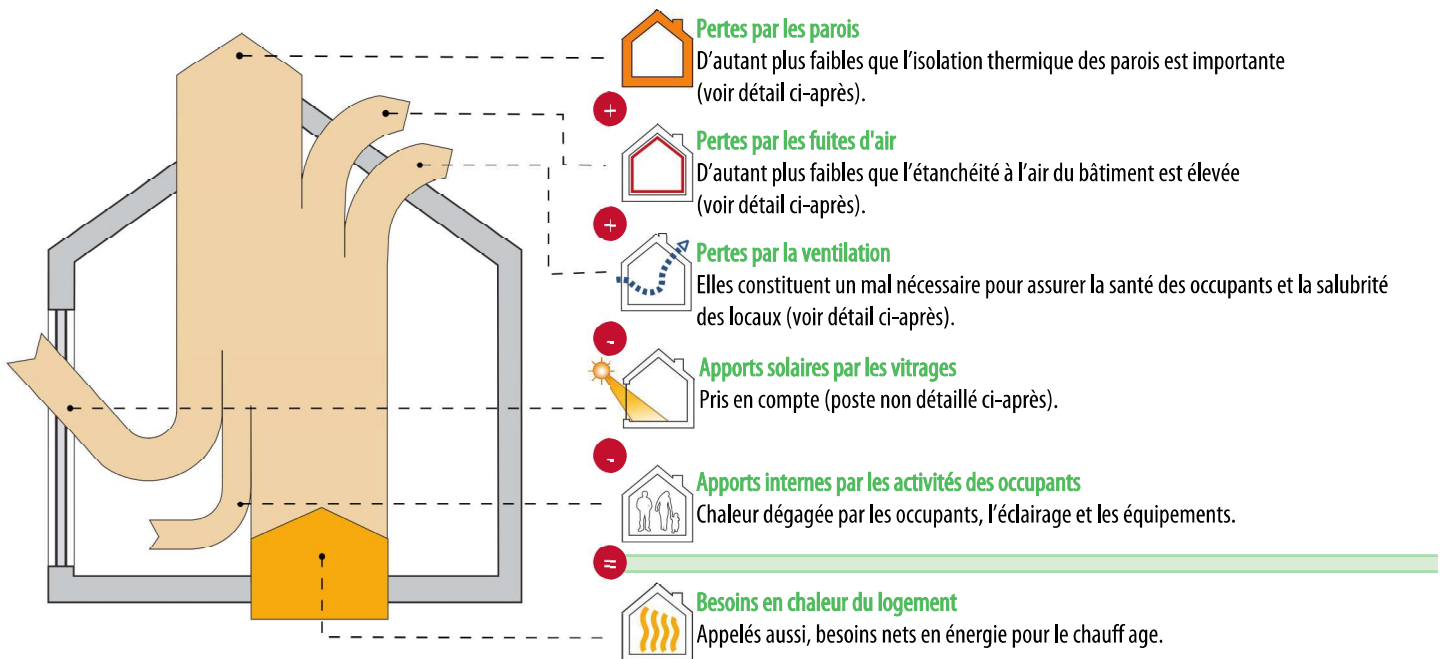 Pertes par les parois
D'autant plus faibles que l'isolation thermique des parois est importante
(voir détail ci-après).
+
Pertes par les fuites d'air
D'autant plus faibles que l'étanchéité à l'air du bâtiment est élevée
(voir détail ci-après).
+
Pertes par la ventilation
Elles constituent un mal nécessaire pour assurer la santé des occupants et la salubrité
des locaux (voir détail ci-après).
-
Apports solaires par les vitrages
Pris en compte (poste non détaillé ci-après).
-
Apports internes par les activités des occupants
Chaleur dégagée par les occupants, l'éclairage et les équipements.
=
Besoins en chaleur du logement
Appelés aussi, besoins nets en énergie pour le chauff age.